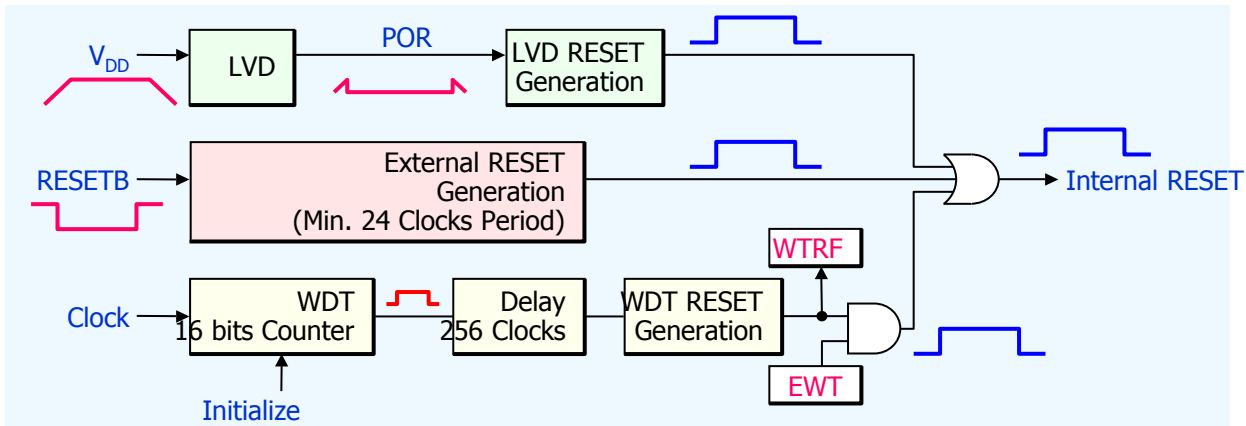 V_DD
LVD
POR
LVD RESET
Generation
RESETB
External RESET
Generation
(Min. 24 Clocks Period)
Internal RESET
WTRF
Clock
WDT
16 bits Counter
Delay
256 Clocks
WDT RESET
Generation
EWT
Initialize